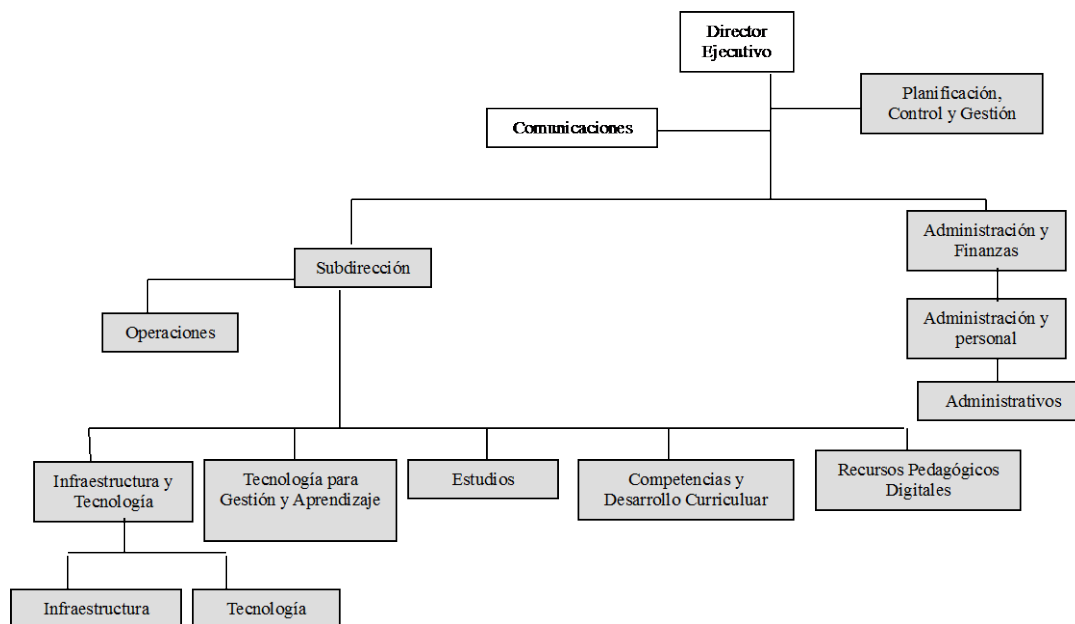 Director
Ejecutivo
Planificación,
Control y Gestión
Comunicaciones
Administración y
Finanzas
Subdirección
Operaciones
Administración y
personal
Administrativos
Infraestructura y
Tecnología
Tecnología para
Gestión y Aprendizaje
Estudios
Competencias y
Desarrollo Curriculuar
Recursos Pedagógicos
Digitales
Infraestructura
Tecnología